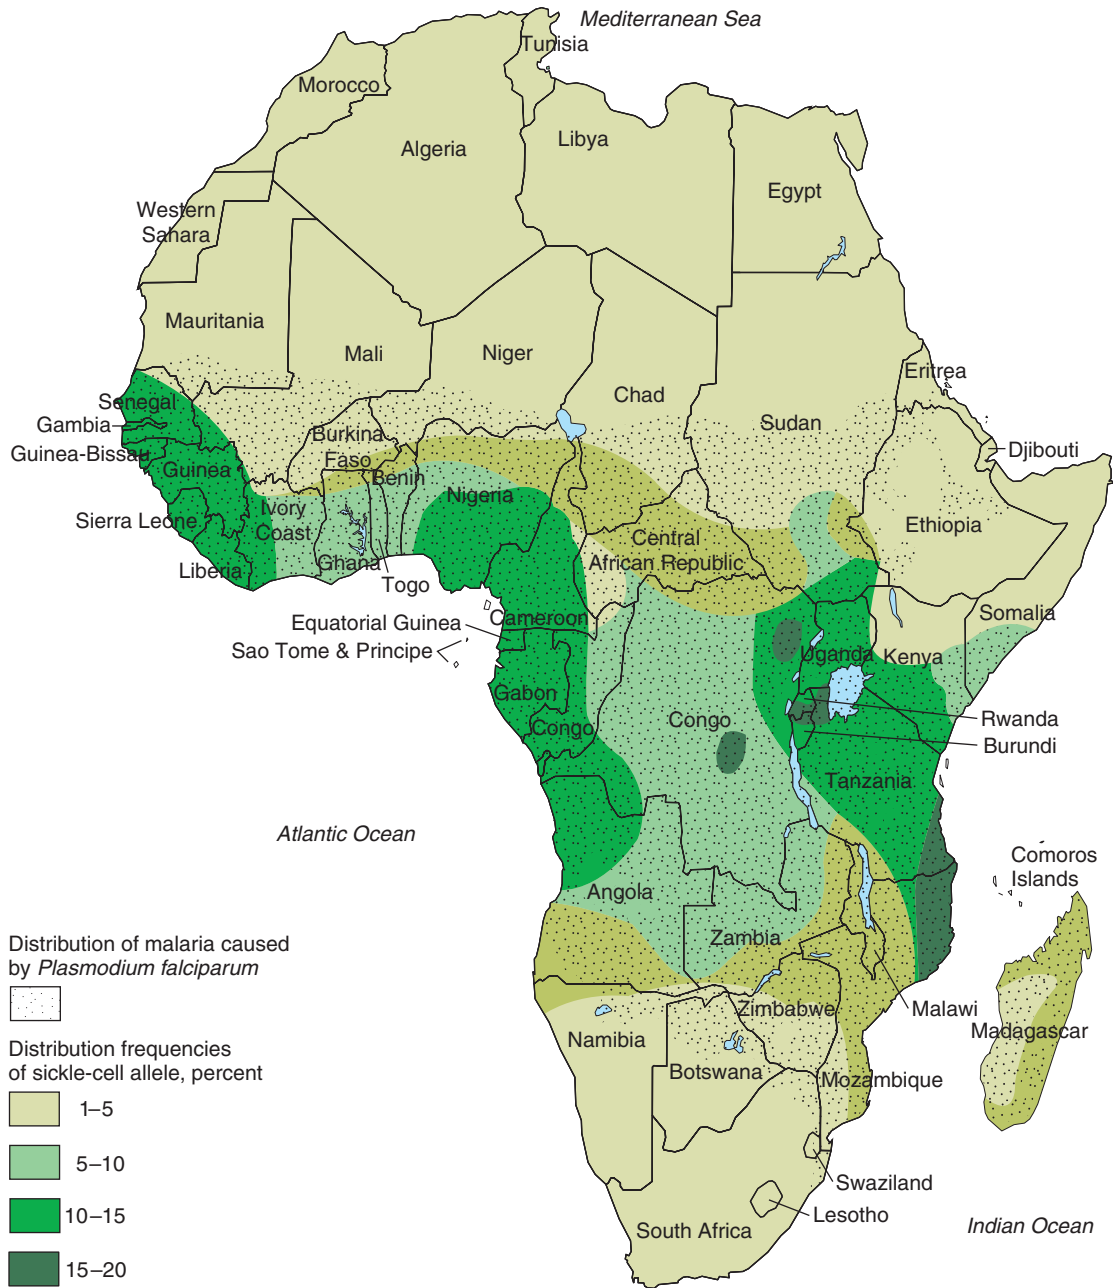 Mediterranean Sea
Tunisia
Morocco
Algeria
Libya
Egypt
Western
Sahara
Mauritania
Mali
Niger
Chad
Sudan
Eritrea
Djibouti
Senegal
Gambia
Guinea-Bissau
Guinea
Sierra Leone
Liberia
Burkina
Faso
Benin
Nigeria
Ivory
Coast
Ghana
Togo
Central
African Republic
Ethiopia
Somalia
Cameroon
Equatorial Guinea
Sao Tome & Principe
Uganda
Kenya
Gabon
Congo
Congo
Rwanda
Burundi
Tanzania
Atlantic Ocean
Comoros
Islands
Angola
Zambia
Malawi
Zimbabwe
Madagascar
Namibia
Botswana
Mozambique
Swaziland
Lesotho
South Africa
Indian Ocean
Distribution of malaria caused
by Plasmodium falciparum
Distribution frequencies
of sickle-cell allele, percent
1–5
5–10
10–15
15–20